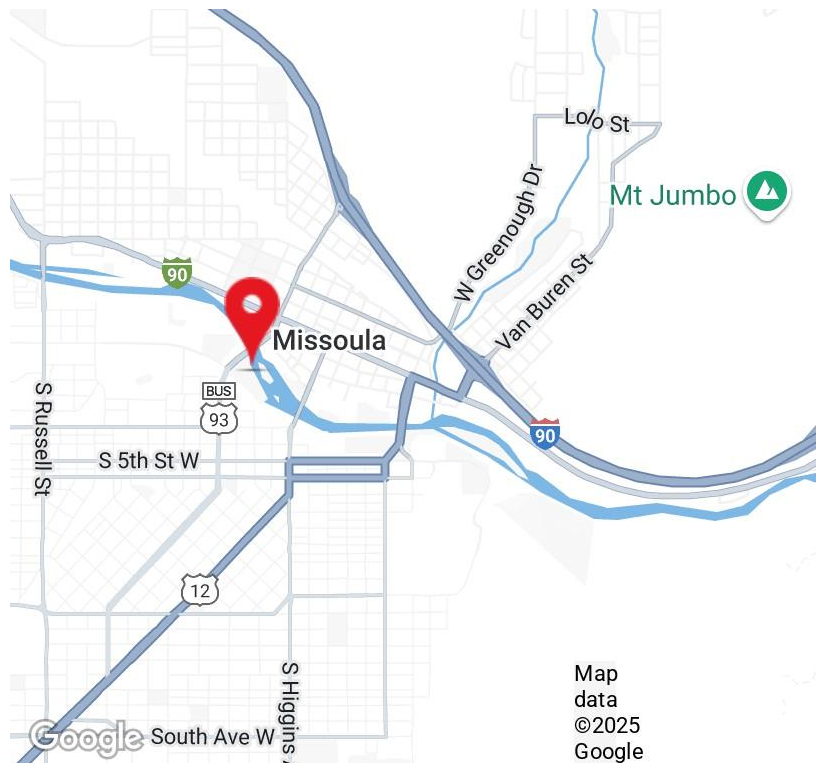 Lolo St
W Greenough Dr
Mt Jumbo
Van Buren St
90
Missoula
BUS
93
S Russell St
90
S 5th St W
12
S Higgins
Map
data
©2025
Google
Google
South Ave W